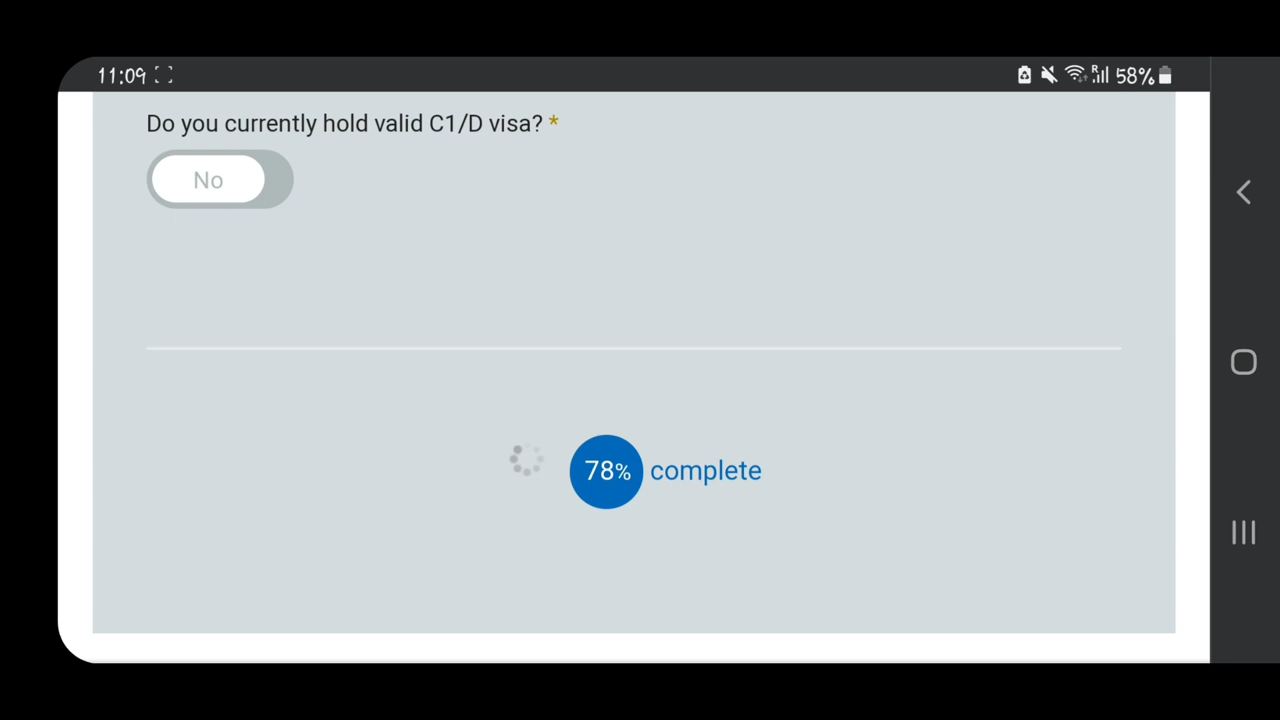 11:09 R 58%
Do you currently hold valid C1/D visa? *
No
78% complete